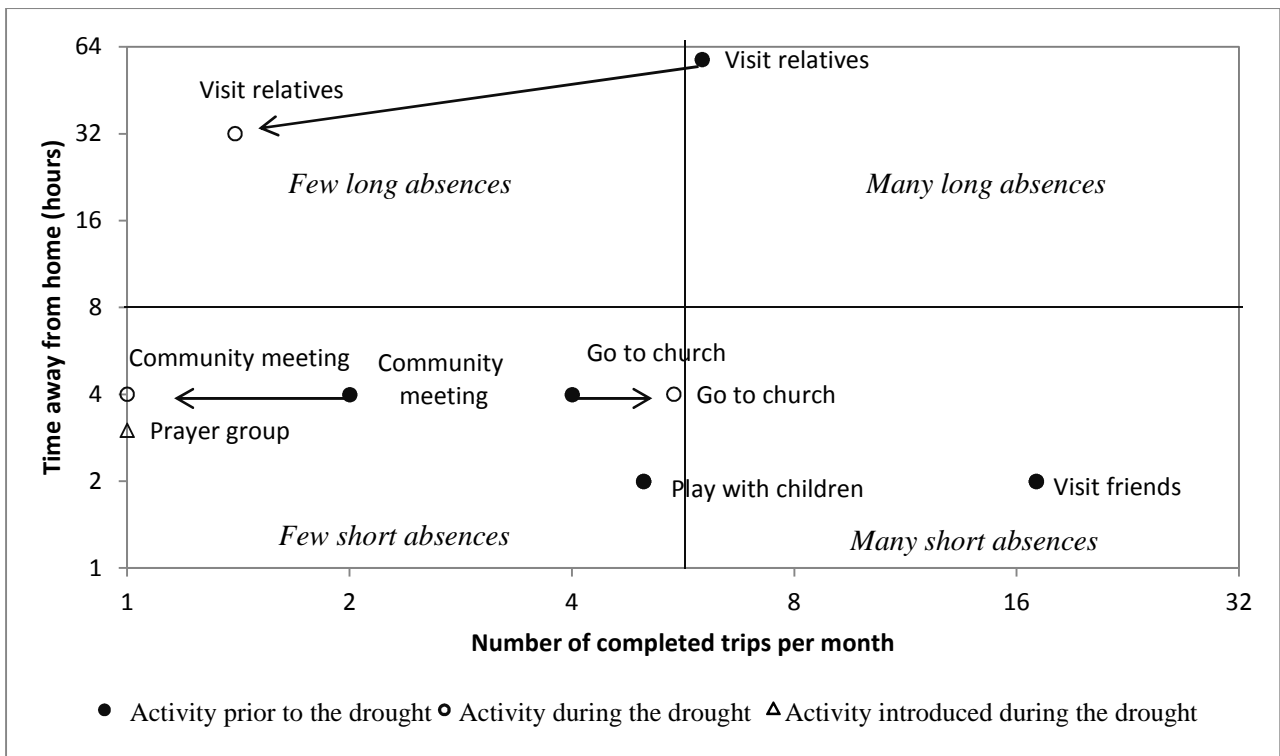 64
Visit relatives
Visit relatives
32
Few long absences
Many long absences
16
Time away from home (hours)
8
Community meeting
Community
meeting
Go to church
4
Go to church
Prayer group
2
Play with children
Visit friends
Few short absences
Many short absences
1
1 2 4 8 16 32
Number of completed trips per month
Activity prior to the drought Activity during the drought Activity introduced during the drought